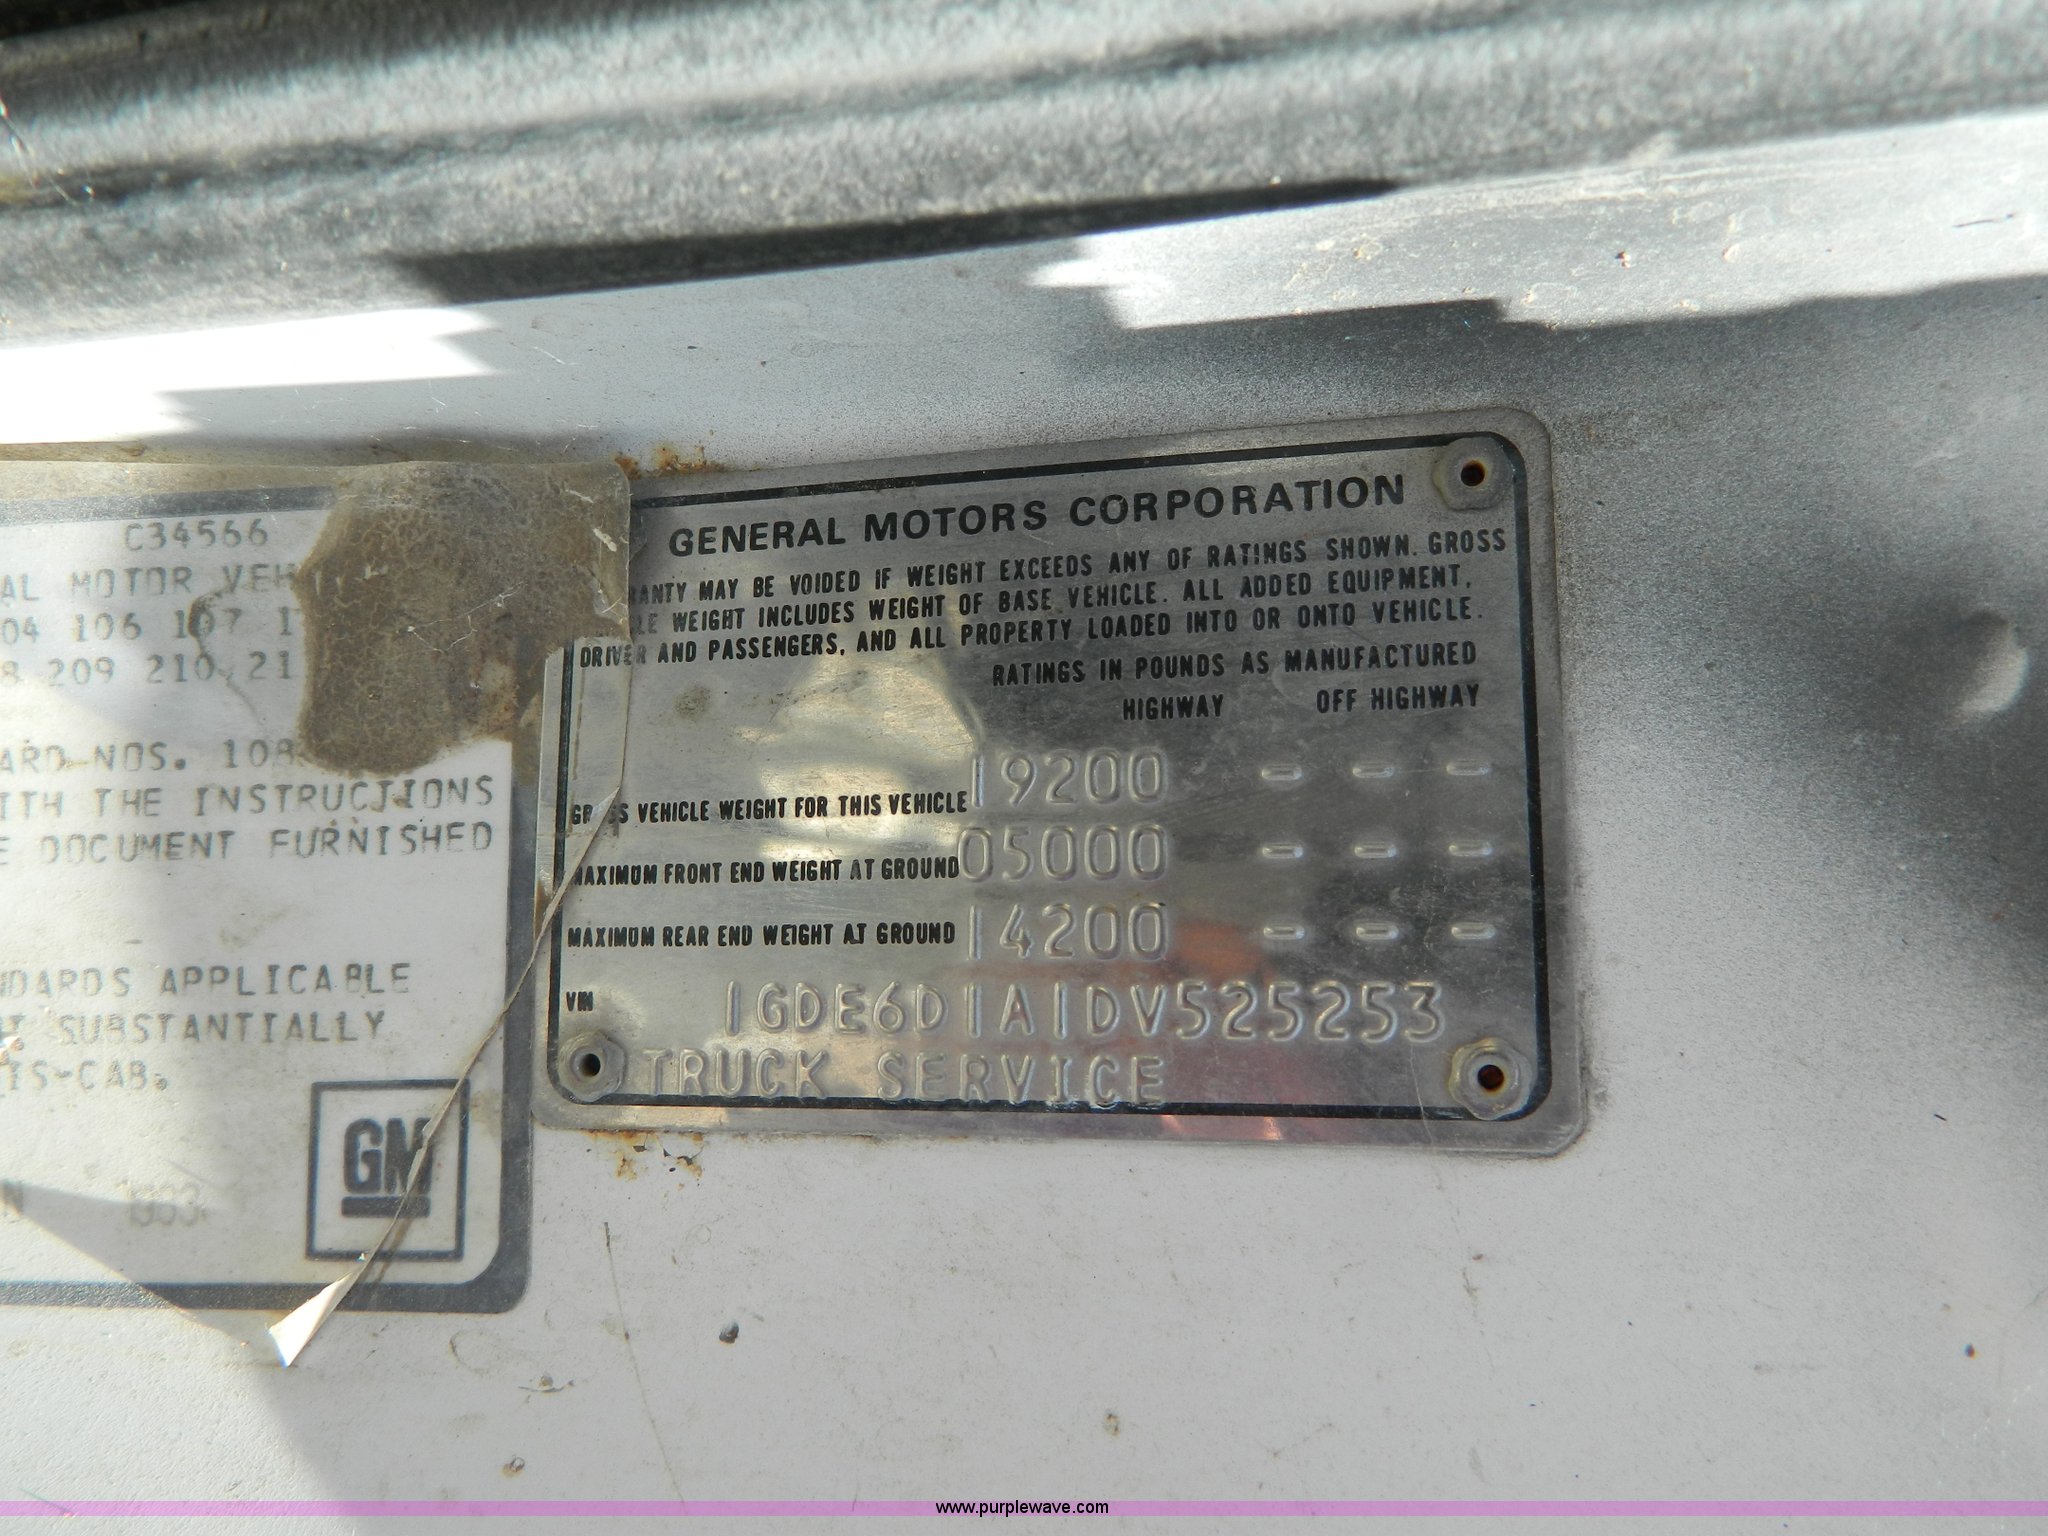 C34566
AL MOTOR VEH
04 106 107 1
8 209 210 21
ARD NOS. 108
ITH THE INSTRUCTIONS
E DOCUMENT FURNISHED
NDARDS APPLICABLE
SUBSTANTIALLY
IS-CAB.
N 1983
GM
GENERAL MOTORS CORPORATION
RANTY MAY BE VOIDED IF WEIGHT EXCEEDS ANY OF RATINGS SHOWN. GROSS
LE WEIGHT INCLUDES WEIGHT OF BASE VEHICLE. ALL ADDED EQUIPMENT,
DRIVER AND PASSENGERS, AND ALL PROPERTY LOADED INTO OR ONTO VEHICLE.
RATINGS IN POUNDS AS MANUFACTURED
HIGHWAY OFF HIGHWAY
GROSS VEHICLE WEIGHT FOR THIS VEHICLE 19200 - - -
MAXIMUM FRONT END WEIGHT AT GROUND 05000 - - -
MAXIMUM REAR END WEIGHT AT GROUND 14200 - - -
VIN 1GDE6D1A1DV525253
TRUCK SERVICE
www.purplewave.com